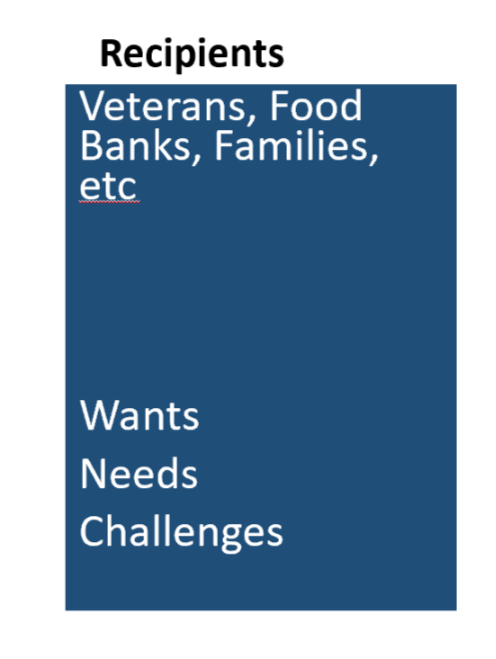 Recipients
Veterans, Food
Banks, Families,
etc
Wants
Needs
Challenges